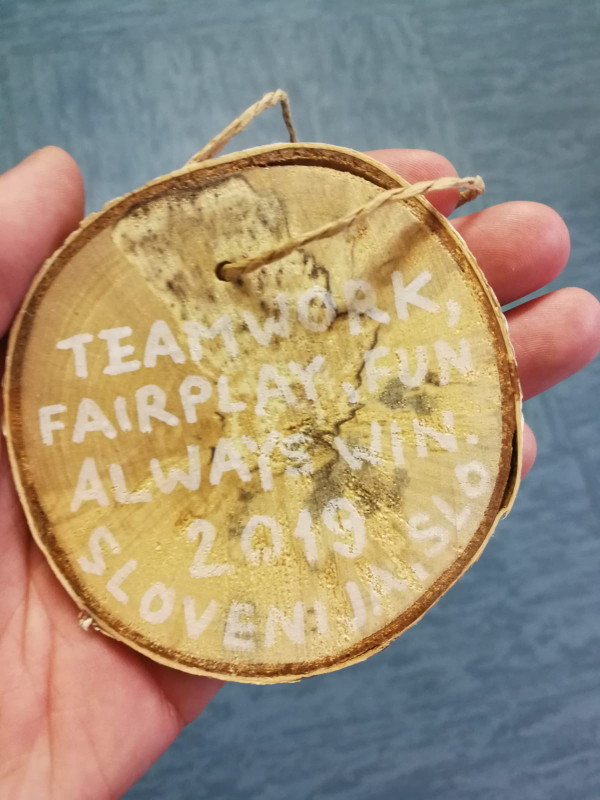 TEAMWORK,
FAIRPLAY, FUN
ALWAYS WIN.
2019
SLOVENIJA, SLO